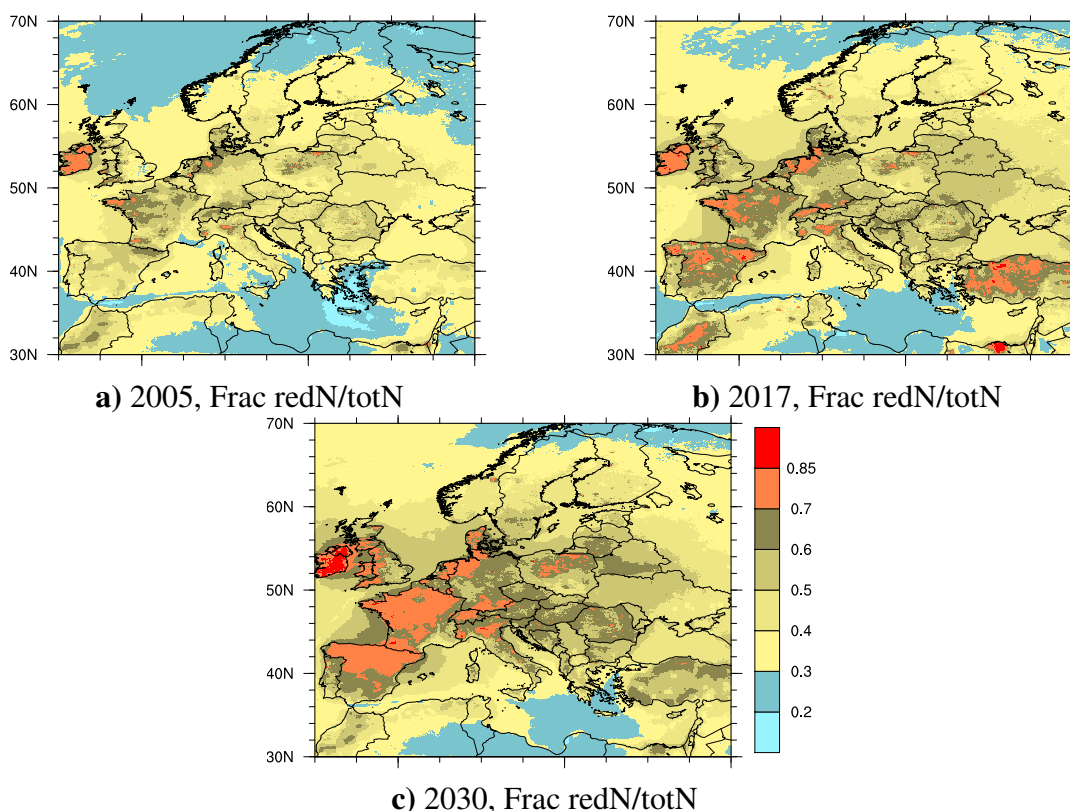 70N
60N
50N
40N
30N
a) 2005, Frac redN/totN
70N
60N
50N
40N
30N
b) 2017, Frac redN/totN
70N
60N
50N
40N
30N
0.85
0.7
0.6
0.5
0.4
0.3
0.2
c) 2030, Frac redN/totN